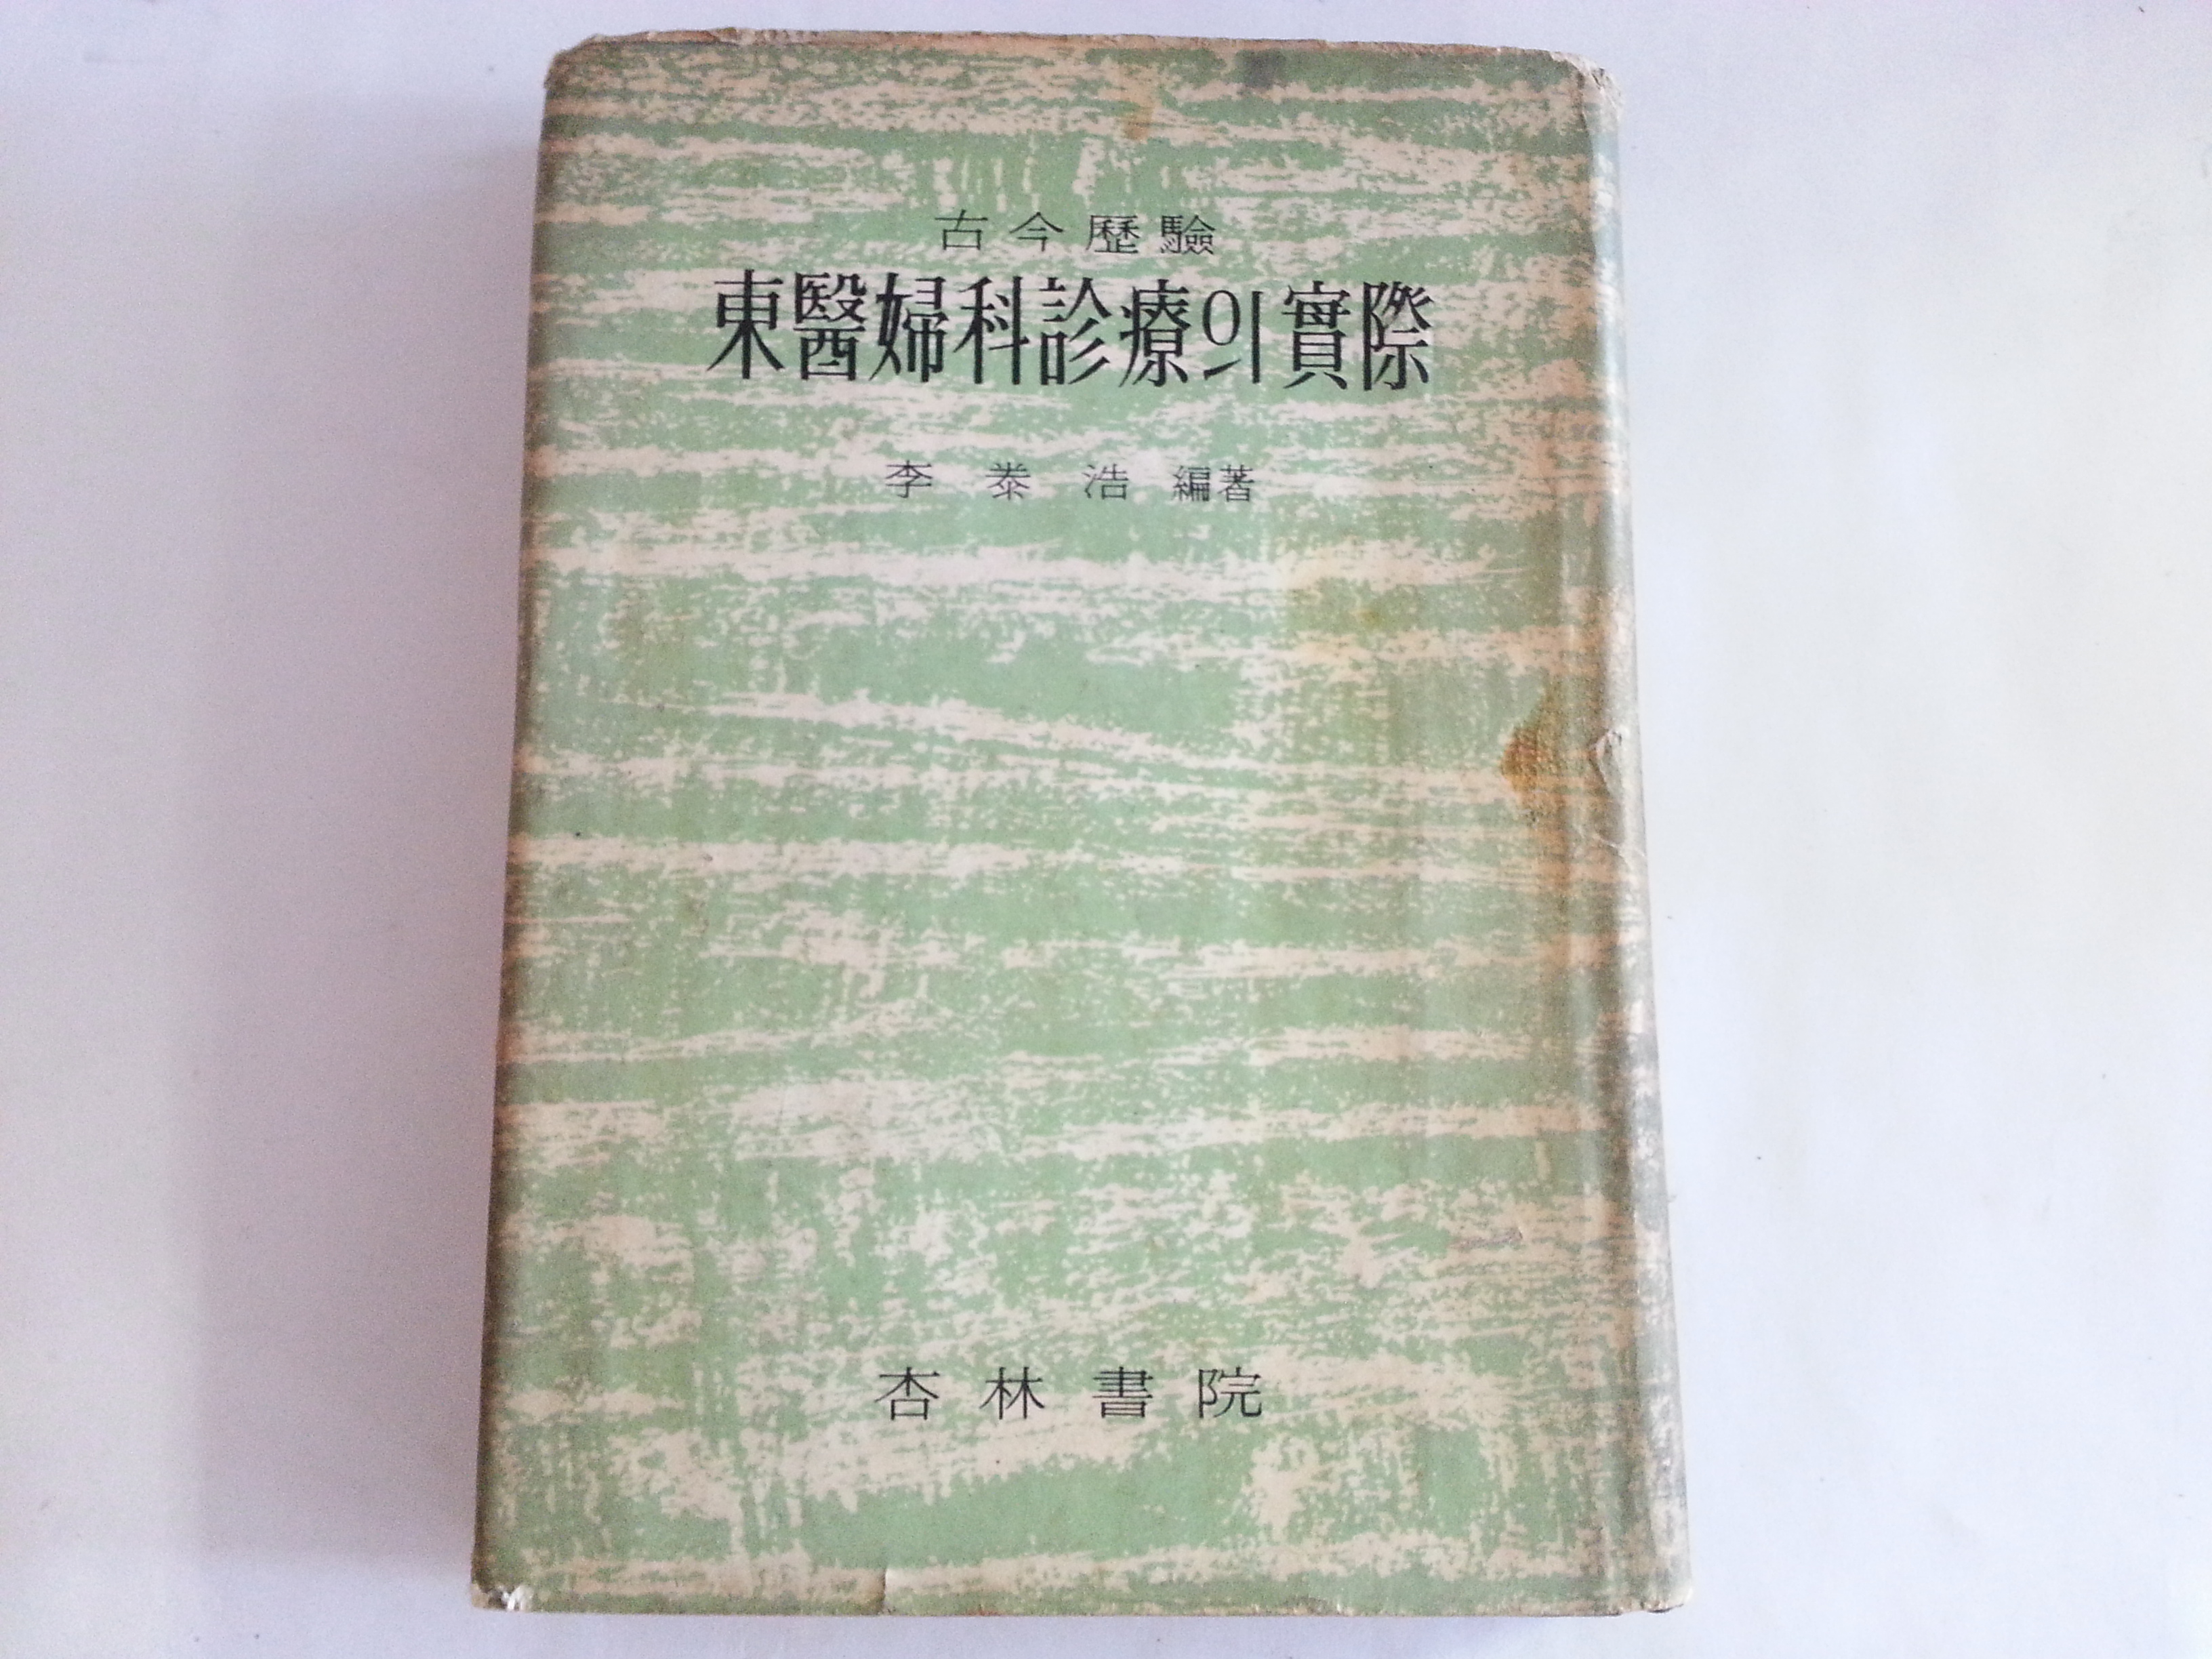 古今歷驗
東醫婦科診療의實際
李泰浩 編著
杏林書院